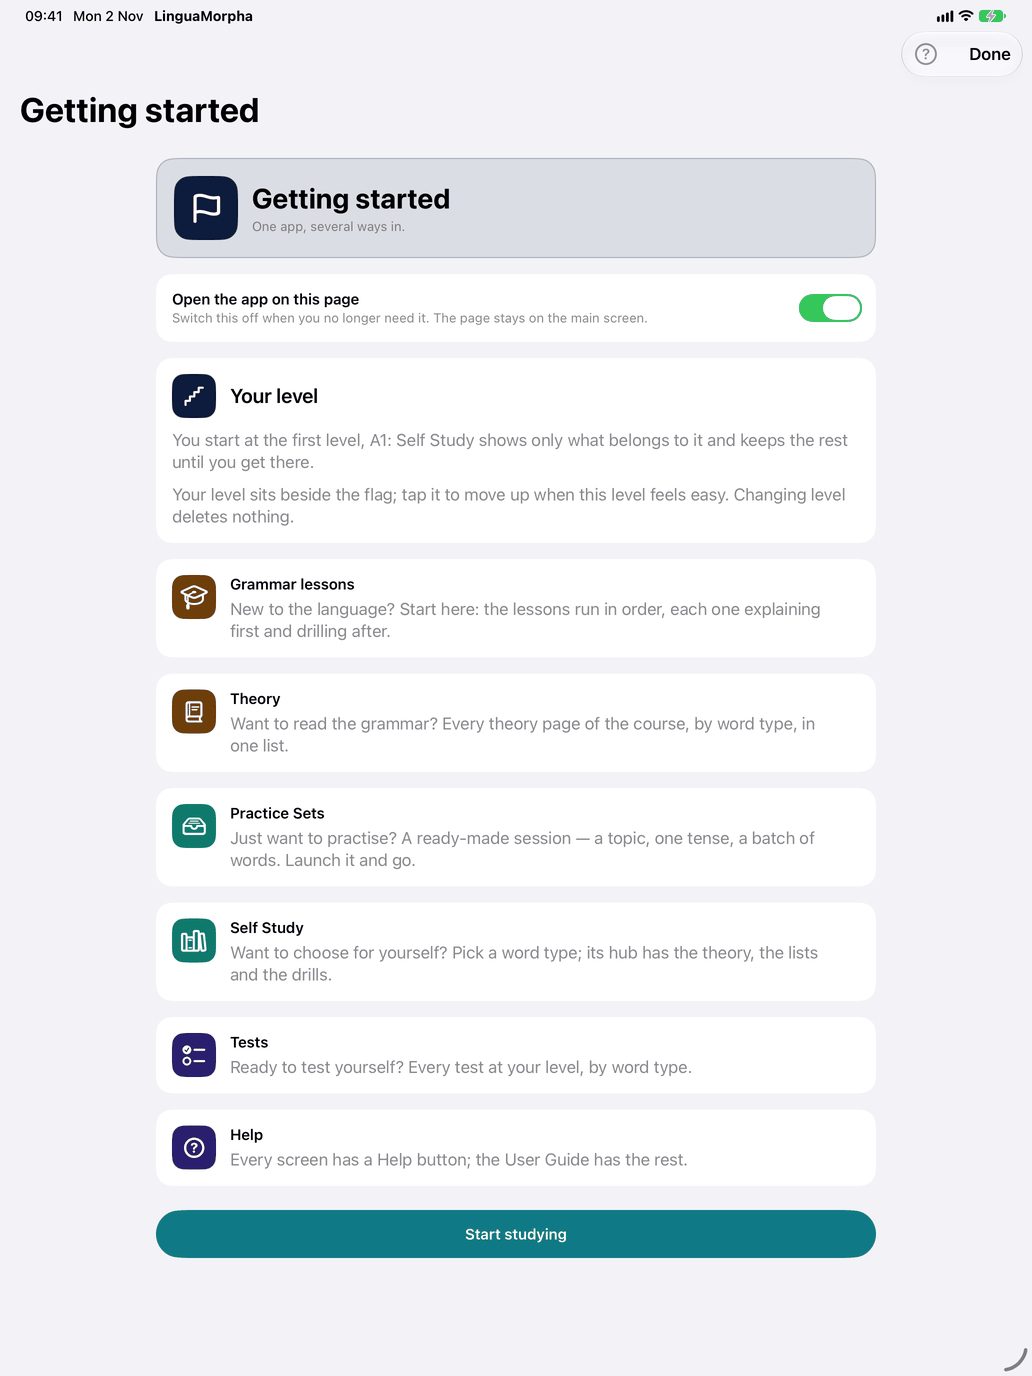 09:41 Mon 2 Nov LinguaMorpha
? Done
Getting started
Getting started
One app, several ways in.
Open the app on this page
Switch this off when you no longer need it. The page stays on the main screen.
Your level
You start at the first level, A1: Self Study shows only what belongs to it and keeps the rest
until you get there.
Your level sits beside the flag; tap it to move up when this level feels easy. Changing level
deletes nothing.
Grammar lessons
New to the language? Start here: the lessons run in order, each one explaining
first and drilling after.
Theory
Want to read the grammar? Every theory page of the course, by word type, in
one list.
Practice Sets
Just want to practise? A ready-made session — a topic, one tense, a batch of
words. Launch it and go.
Self Study
Want to choose for yourself? Pick a word type; its hub has the theory, the lists
and the drills.
Tests
Ready to test yourself? Every test at your level, by word type.
Help
Every screen has a Help button; the User Guide has the rest.
Start studying